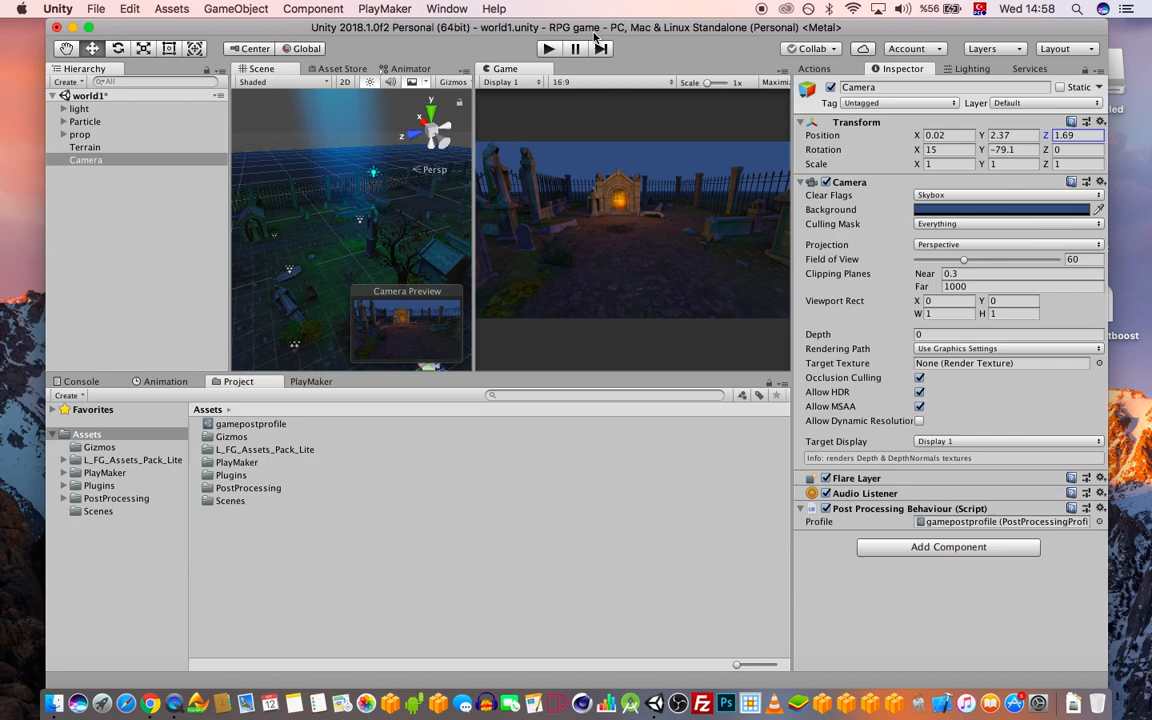 Unity File Edit Assets GameObject Component PlayMaker Window Help %56 Wed 14:58
Unity 2018.1.0f2 Personal (64bit) - world1.unity - RPG game - PC, Mac & Linux Standalone (Personal) <Metal>
Center Global Collab Account Layers Layout
Hierarchy Scene Asset Store Animator Game Actions Inspector Lighting Services
Create All Shaded 2D Gizmos Display 1 16:9 Scale 1x Maximi
Camera Static
Tag Untagged Layer Default
world1*
light
Particle
prop
Terrain
Camera
y
x
z
Persp
Camera Preview
Transform
Position X 0.02 Y 2.37 Z 1.69
Rotation X 15 Y -79.1 Z 0
Scale X 1 Y 1 Z 1
Camera
Clear Flags Skybox
Background
Culling Mask Everything
Projection Perspective
Field of View 60
Clipping Planes Near 0.3
Far 1000
Viewport Rect X 0 Y 0
W 1 H 1
Depth 0
Rendering Path Use Graphics Settings
Target Texture None (Render Texture)
Occlusion Culling
Allow HDR
Allow MSAA
Allow Dynamic Resolution
Target Display Display 1
Info: renders Depth & DepthNormals textures
Flare Layer
Audio Listener
Post Processing Behaviour (Script)
Profile gamepostprofile (PostProcessingProfi
Add Component
Console Animation Project PlayMaker
Create
Favorites
Assets
Gizmos
L_FG_Assets_Pack_Lite
PlayMaker
Plugins
PostProcessing
Scenes
Assets
gamepostprofile
Gizmos
L_FG_Assets_Pack_Lite
PlayMaker
Plugins
PostProcessing
Scenes
led
tboost